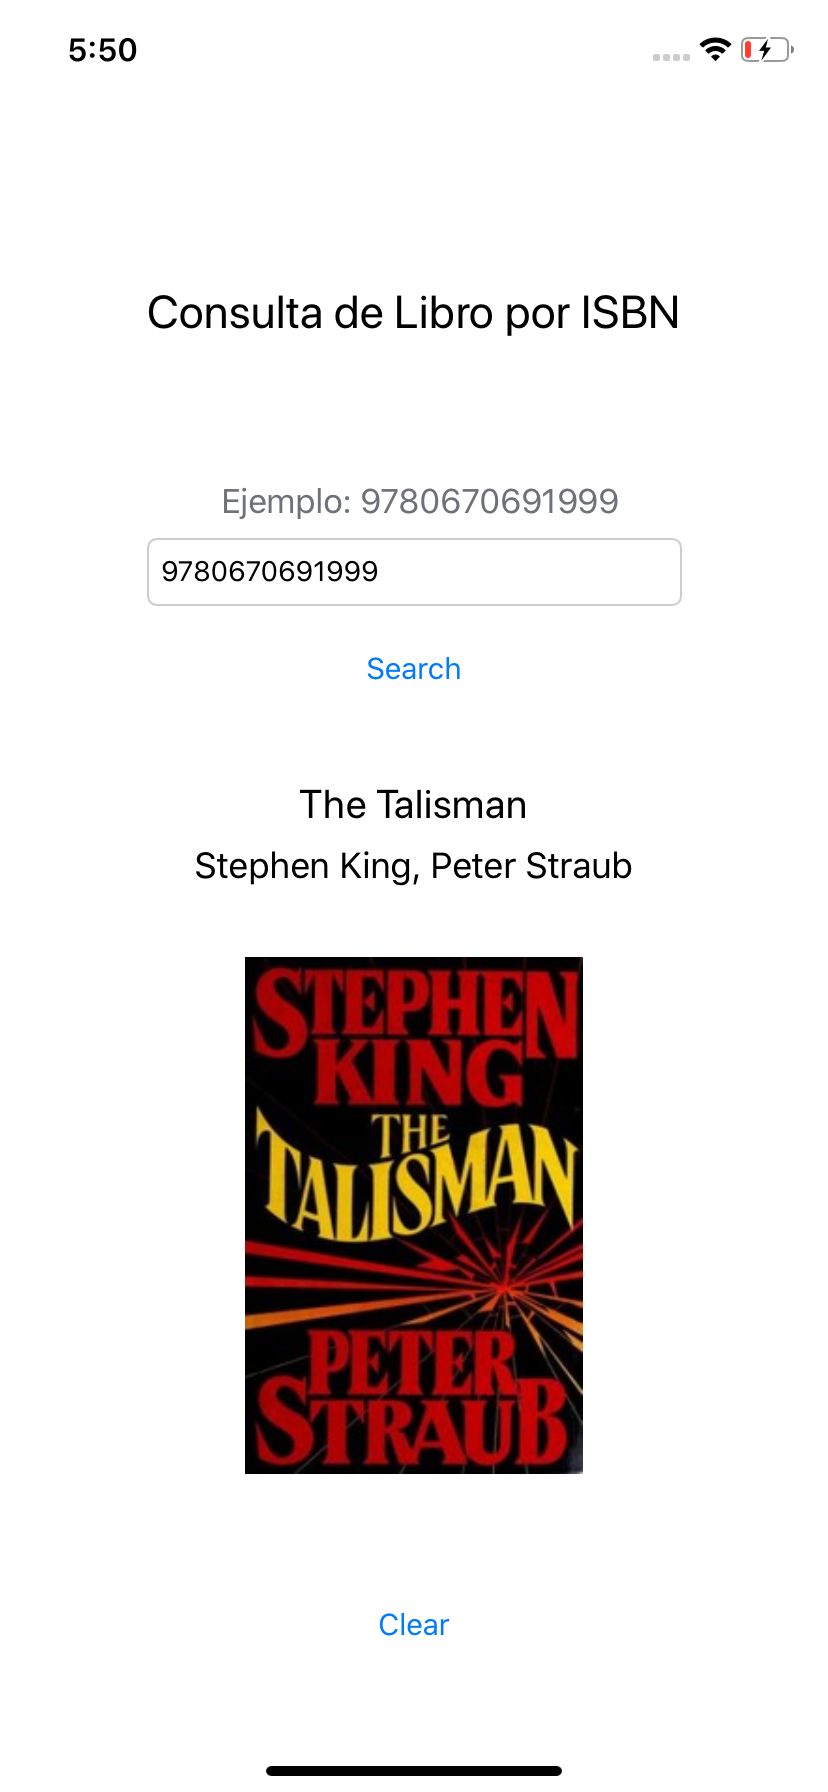 5:50
Consulta de Libro por ISBN
Ejemplo: 9780670691999
9780670691999
Search
The Talisman
Stephen King, Peter Straub
STEPHEN
KING
THE
TALISMAN
PETER
STRAUB
Clear